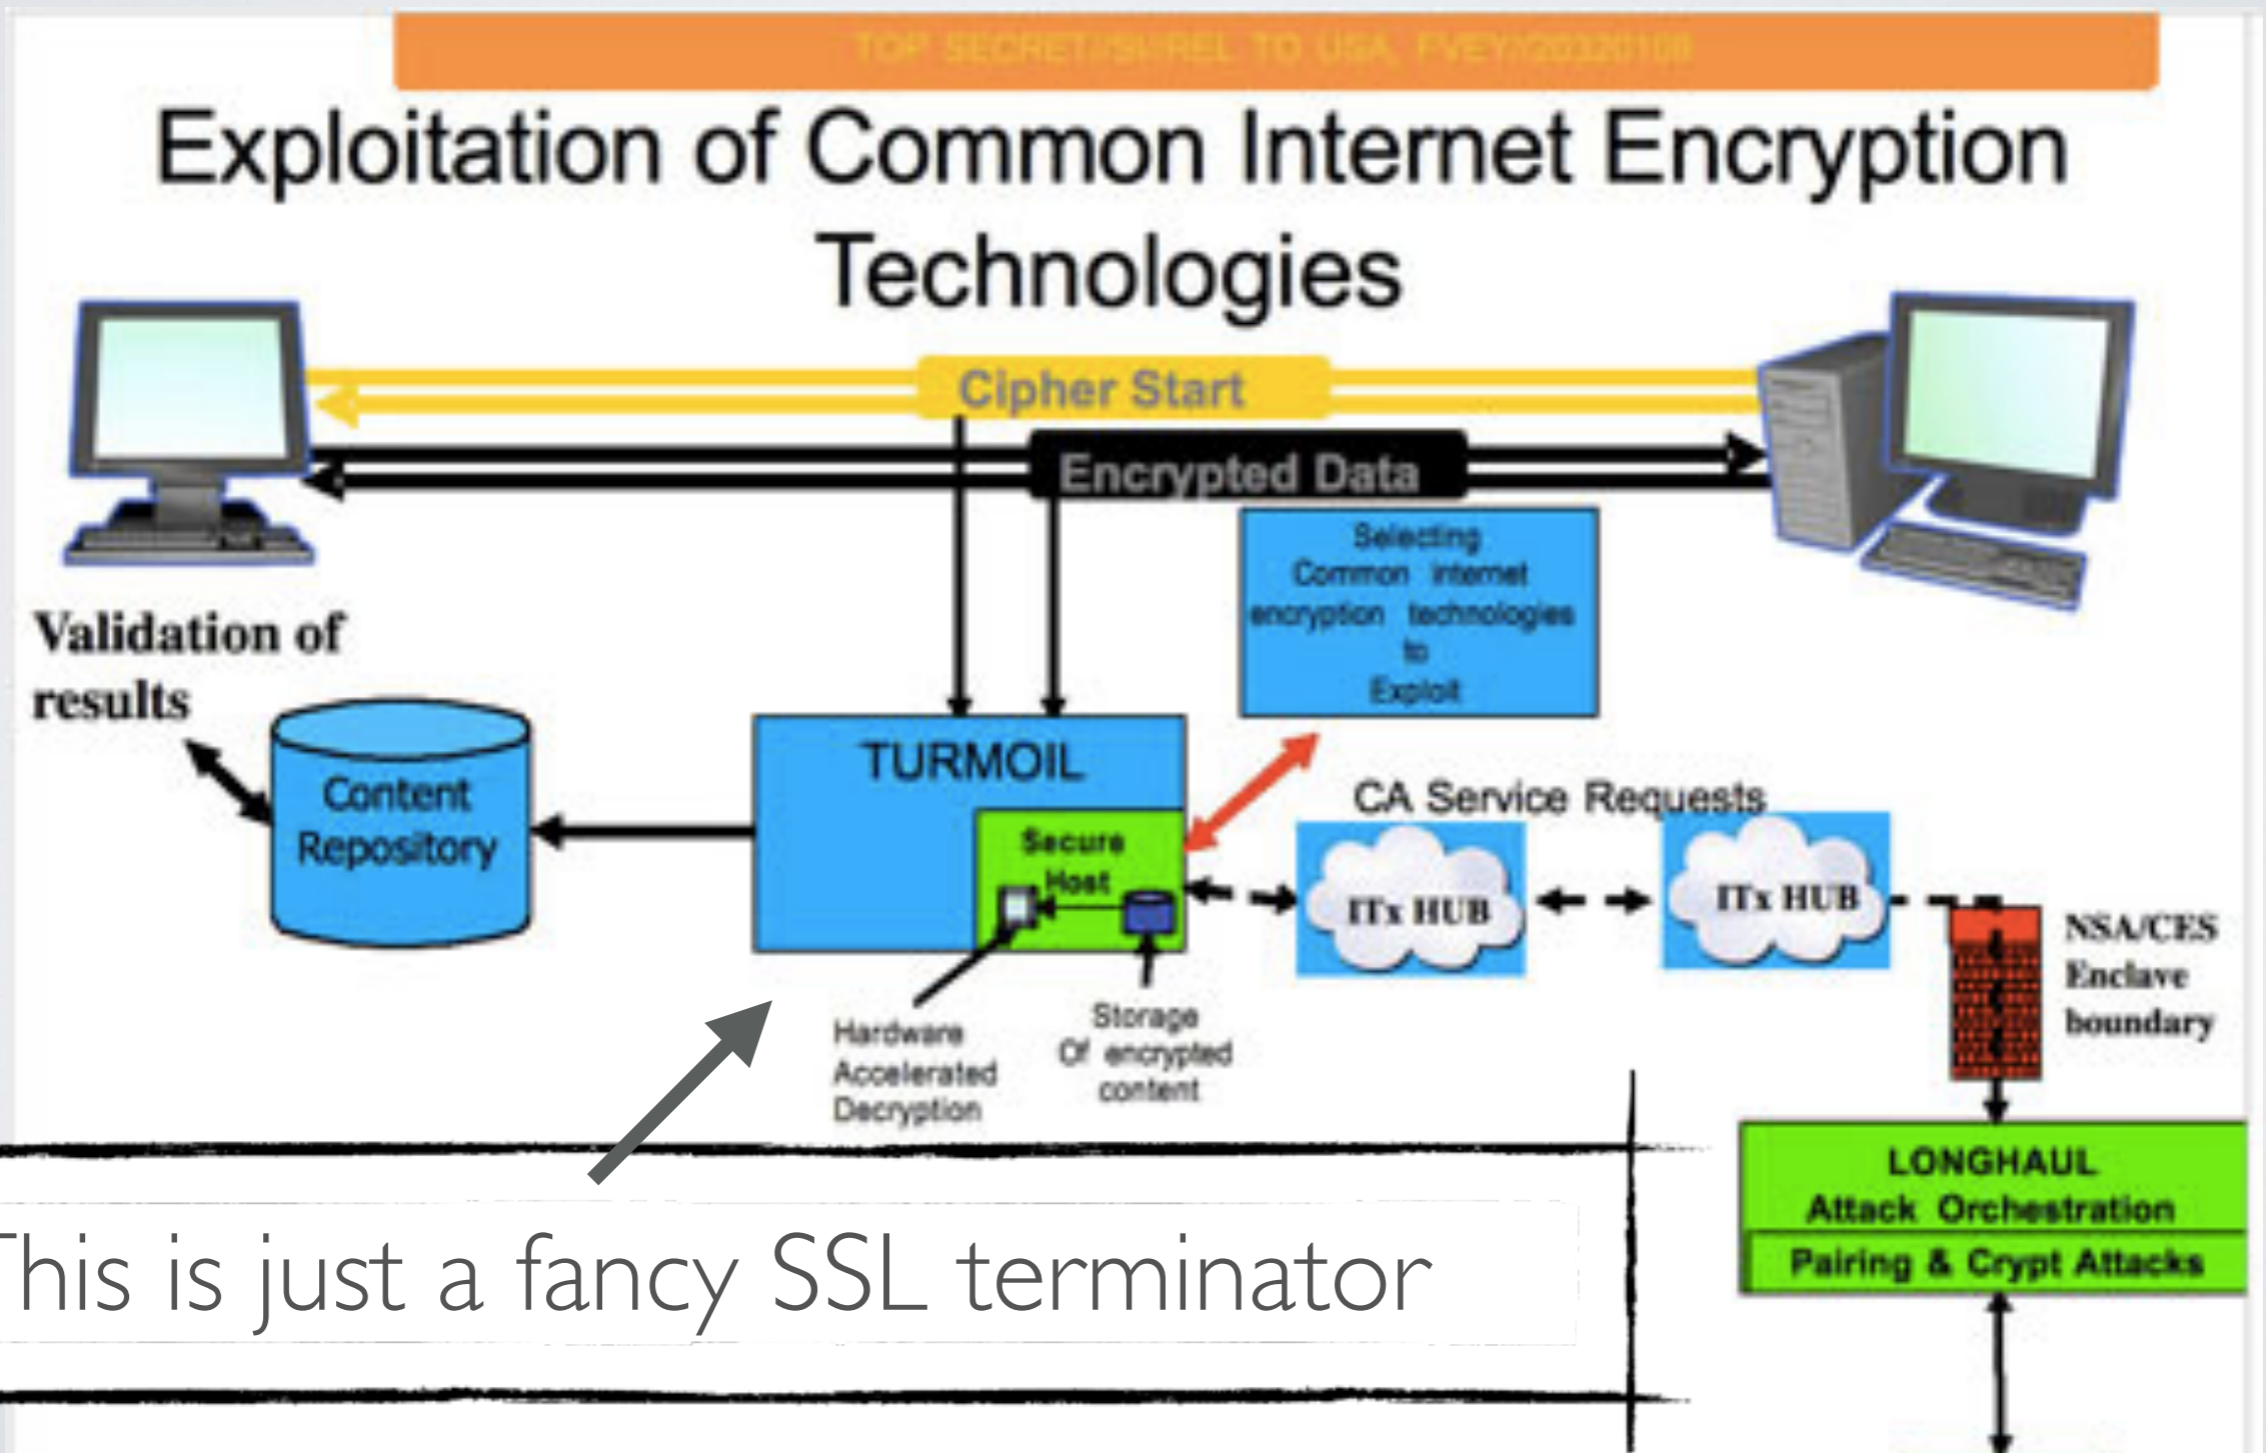 TOP SECRET//SI//REL TO USA, FVEY//20320108
Exploitation of Common Internet Encryption
Technologies
Cipher Start
Encrypted Data
Selecting
Common internet
encryption technologies
to
Exploit
Validation of
results
Content
Repository
TURMOIL
Secure
Host
CA Service Requests
ITx HUB
ITx HUB
NSA/CES
Enclave
boundary
Hardware
Accelerated
Decryption
Storage
Of encrypted
content
LONGHAUL
Attack Orchestration
Pairing & Crypt Attacks
This is just a fancy SSL terminator